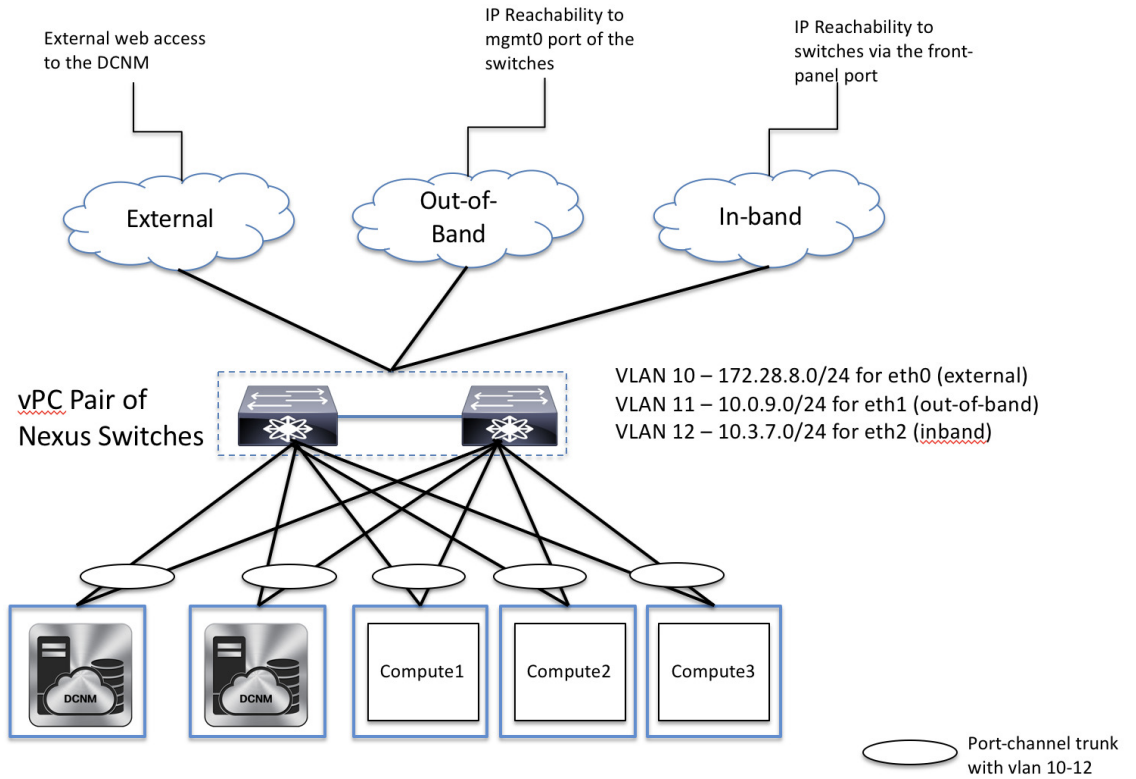 External web access
to the DCNM
IP Reachability to
mgmt0 port of the
switches
IP Reachability to
switches via the front-
panel port
External
Out-of-
Band
In-band
vPC Pair of
Nexus Switches
VLAN 10 – 172.28.8.0/24 for eth0 (external)
VLAN 11 – 10.0.9.0/24 for eth1 (out-of-band)
VLAN 12 – 10.3.7.0/24 for eth2 (inband)
DCNM
DCNM
Compute1
Compute2
Compute3
Port-channel trunk
with vlan 10-12